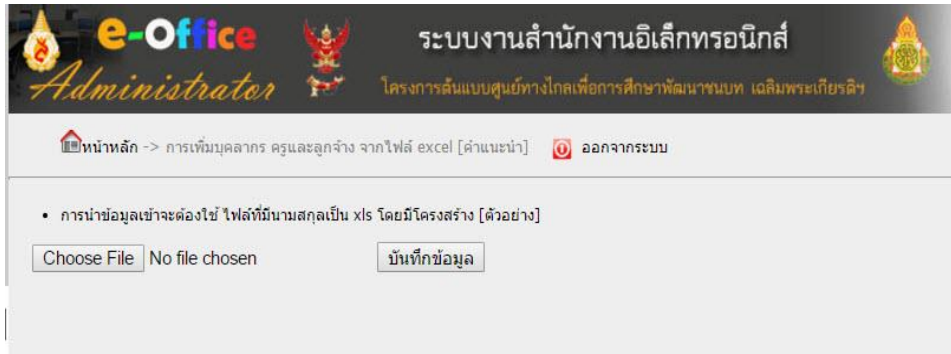 e-Office ระบบงานสำนักงานอิเล็กทรอนิกส์
Administrator โครงการต้นแบบศูนย์ทางไกลเพื่อการศึกษาพัฒนาชนบท เฉลิมพระเกียรติฯ
หน้าหลัก -> การเพิ่มบุคลากร ครูและลูกจ้าง จากไฟล์ excel [คำแนะนำ] ออกจากระบบ
• การนำข้อมูลเข้าจะต้องใช้ ไฟล์ที่มีนามสกุลเป็น xls โดยมีโครงสร้าง [ตัวอย่าง]
Choose File No file chosen บันทึกข้อมูล